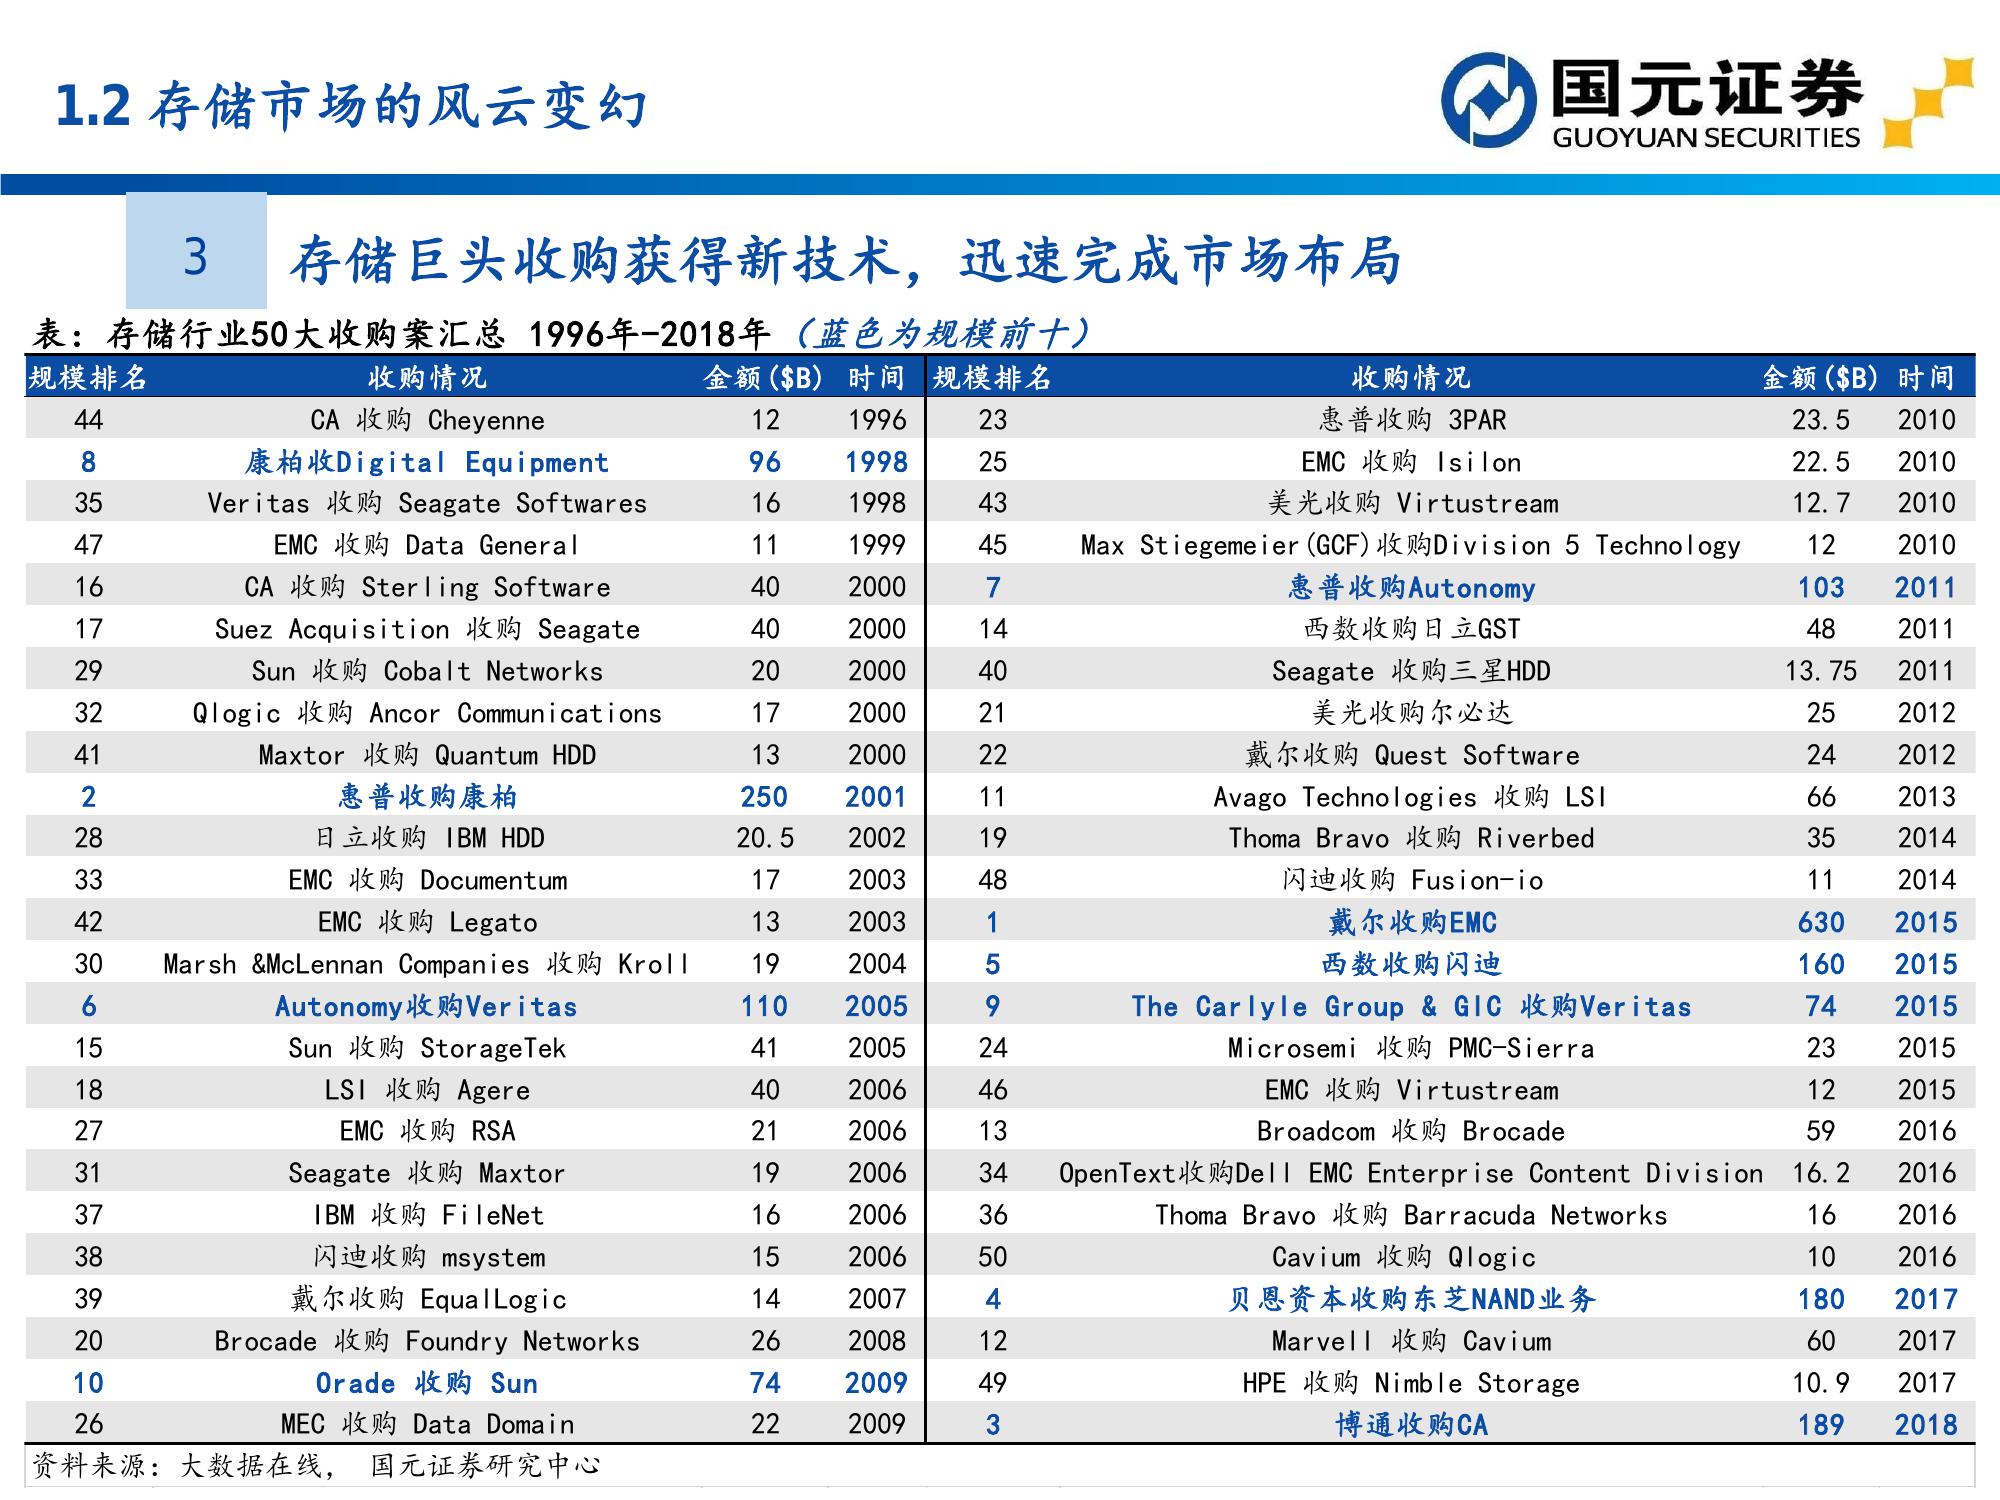 1.2 存储市场的风云变幻
国元证券
GUOYUAN SECURITIES
3
存储巨头收购获得新技术，迅速完成市场布局
表：存储行业50大收购案汇总 1996年-2018年（蓝色为规模前十）
规模排名 收购情况 金额($B) 时间 规模排名 收购情况 金额($B) 时间
44 CA 收购 Cheyenne 12 1996 23 惠普收购 3PAR 23.5 2010
8 康柏收Digital Equipment 96 1998 25 EMC 收购 Isilon 22.5 2010
35 Veritas 收购 Seagate Softwares 16 1998 43 美光收购 Virtustream 12.7 2010
47 EMC 收购 Data General 11 1999 45 Max Stiegemeier(GCF)收购Division 5 Technology 12 2010
16 CA 收购 Sterling Software 40 2000 7 惠普收购Autonomy 103 2011
17 Suez Acquisition 收购 Seagate 40 2000 14 西数收购日立GST 48 2011
29 Sun 收购 Cobalt Networks 20 2000 40 Seagate 收购三星HDD 13.75 2011
32 Qlogic 收购 Ancor Communications 17 2000 21 美光收购尔必达 25 2012
41 Maxtor 收购 Quantum HDD 13 2000 22 戴尔收购 Quest Software 24 2012
2 惠普收购康柏 250 2001 11 Avago Technologies 收购 LSI 66 2013
28 日立收购 IBM HDD 20.5 2002 19 Thoma Bravo 收购 Riverbed 35 2014
33 EMC 收购 Documentum 17 2003 48 闪迪收购 Fusion-io 11 2014
42 EMC 收购 Legato 13 2003 1 戴尔收购EMC 630 2015
30 Marsh &McLennan Companies 收购 Kroll 19 2004 5 西数收购闪迪 160 2015
6 Autonomy收购Veritas 110 2005 9 The Carlyle Group & GIC 收购Veritas 74 2015
15 Sun 收购 StorageTek 41 2005 24 Microsemi 收购 PMC-Sierra 23 2015
18 LSI 收购 Agere 40 2006 46 EMC 收购 Virtustream 12 2015
27 EMC 收购 RSA 21 2006 13 Broadcom 收购 Brocade 59 2016
31 Seagate 收购 Maxtor 19 2006 34 OpenText收购Dell EMC Enterprise Content Division 16.2 2016
37 IBM 收购 FileNet 16 2006 36 Thoma Bravo 收购 Barracuda Networks 16 2016
38 闪迪收购 msystem 15 2006 50 Cavium 收购 Qlogic 10 2016
39 戴尔收购 EqualLogic 14 2007 4 贝恩资本收购东芝NAND业务 180 2017
20 Brocade 收购 Foundry Networks 26 2008 12 Marvell 收购 Cavium 60 2017
10 Orade 收购 Sun 74 2009 49 HPE 收购 Nimble Storage 10.9 2017
26 MEC 收购 Data Domain 22 2009 3 博通收购CA 189 2018
资料来源：大数据在线， 国元证券研究中心